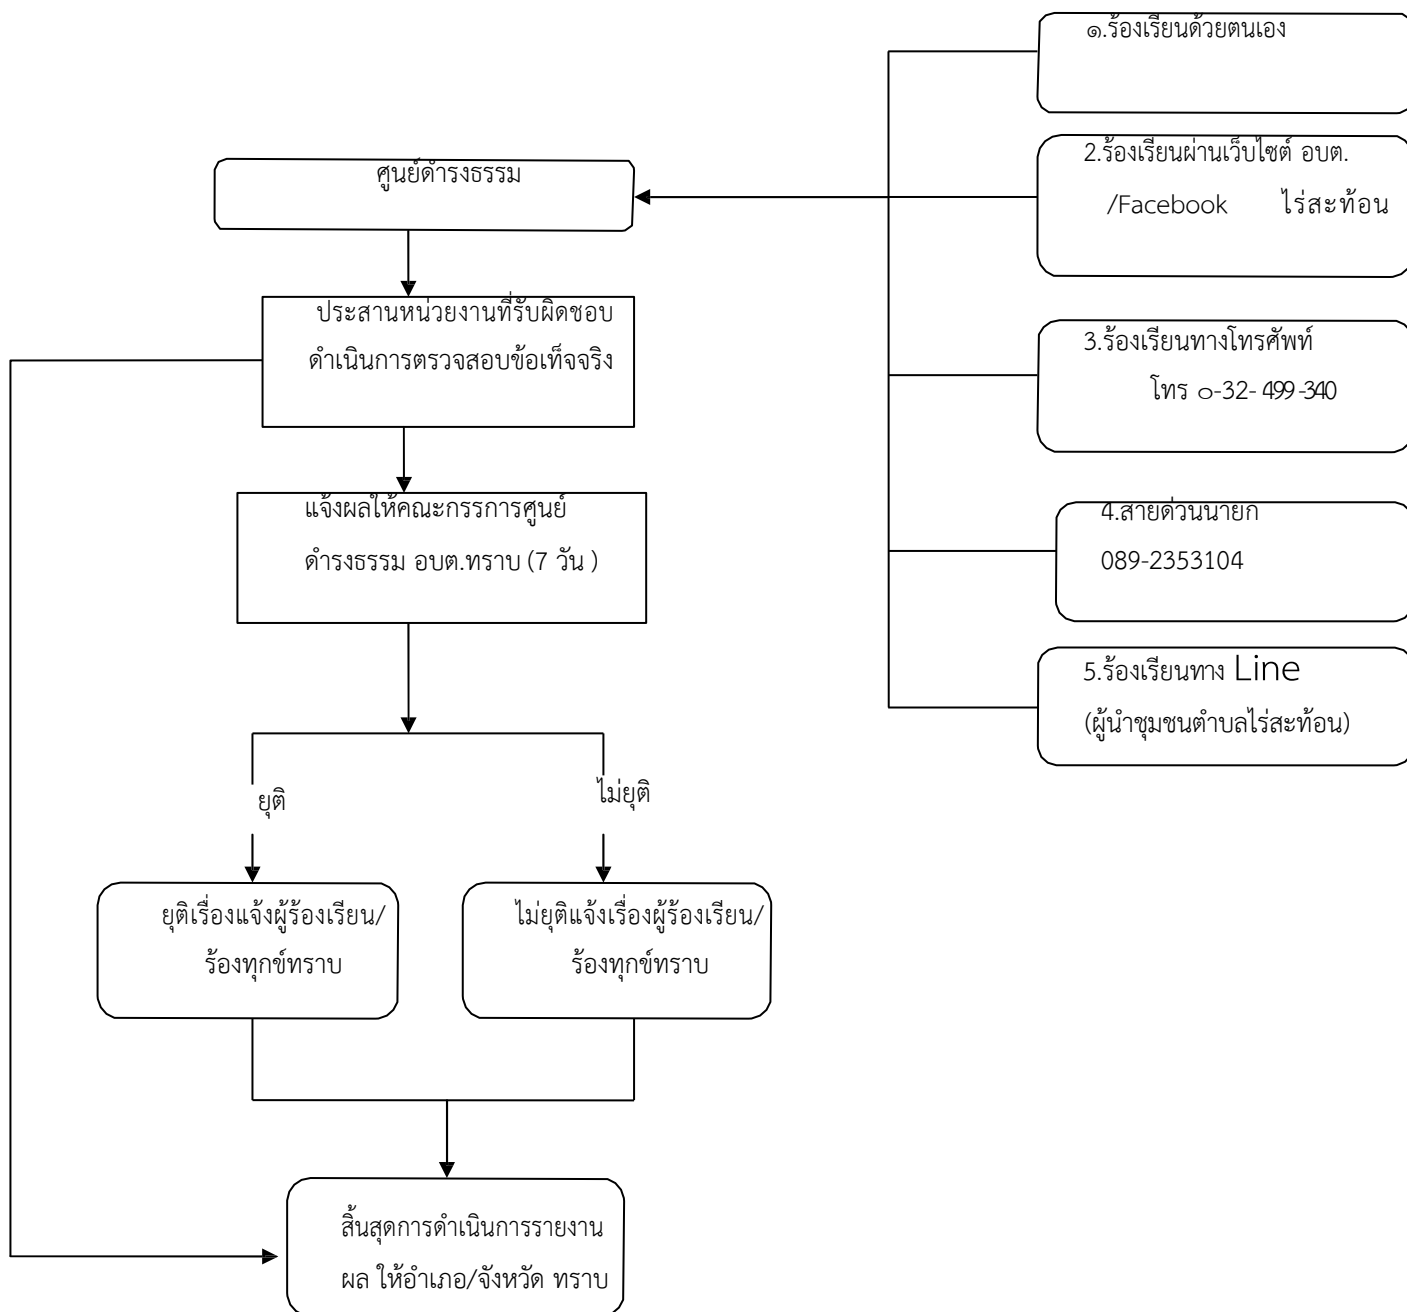 ๑.ร้องเรียนด้วยตนเอง
2.ร้องเรียนผ่านเว็บไซต์ อบต.
/Facebook ไร่สะท้อน
3.ร้องเรียนทางโทรศัพท์
โทร ๐-32-499-340
4.สายด่วนนายก
089-2353104
5.ร้องเรียนทาง Line
(ผู้นำชุมชนตำบลไร่สะท้อน)
ศูนย์ดำรงธรรม
ประสานหน่วยงานที่รับผิดชอบ
ดำเนินการตรวจสอบข้อเท็จจริง
แจ้งผลให้คณะกรรการศูนย์
ดำรงธรรม อบต.ทราบ (7 วัน )
ยุติ
ไม่ยุติ
ยุติเรื่องแจ้งผู้ร้องเรียน/
ร้องทุกข์ทราบ
ไม่ยุติแจ้งเรื่องผู้ร้องเรียน/
ร้องทุกข์ทราบ
สิ้นสุดการดำเนินการรายงาน
ผล ให้อำเภอ/จังหวัด ทราบ